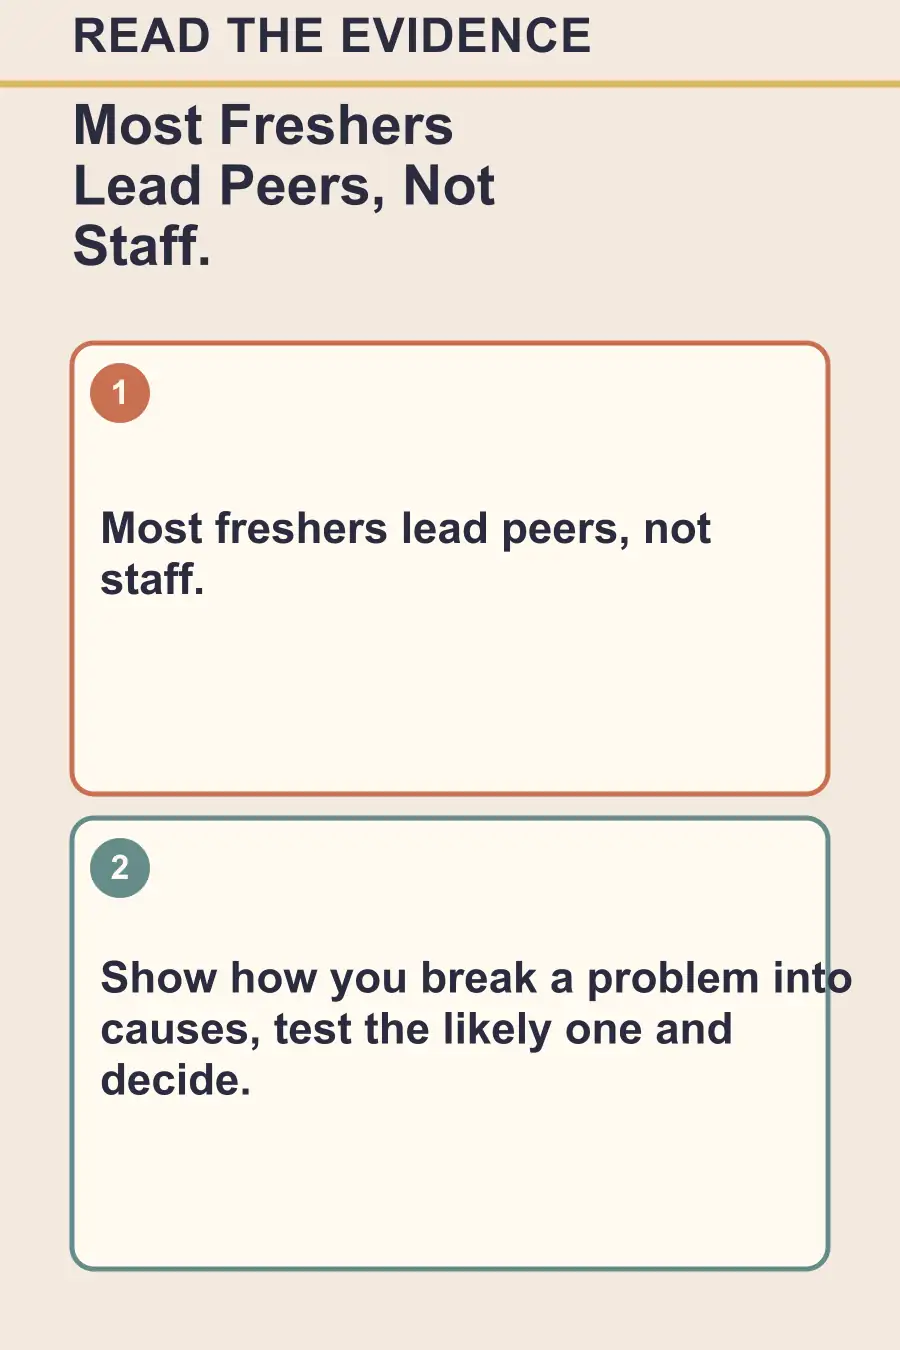 READ THE EVIDENCE
Most Freshers
Lead Peers, Not
Staff.
1
Most freshers lead peers, not
staff.
2
Show how you break a problem into
causes, test the likely one and
decide.